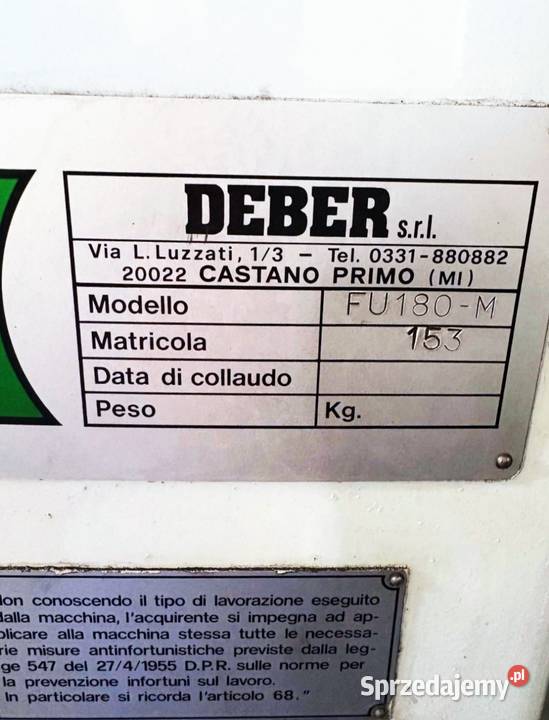 DEBER s.r.l.
Via L. Luzzati, 1/3 – Tel. 0331-880882
20022 CASTANO PRIMO (MI)
Modello FU180-M
Matricola 153
Data di collaudo
Peso Kg.
Non conoscendo il tipo di lavorazione eseguito
dalla macchina, l'acquirente si impegna ad ap-
plicare alla macchina stessa tutte le necessa-
rie misure antinfortunistiche previste dalla leg-
ge 547 del 27/4/1955 D.P.R. sulle norme per
la prevenzione infortuni sul lavoro.
In particolare si ricorda l'articolo 68."
Sprzedajemy.pl